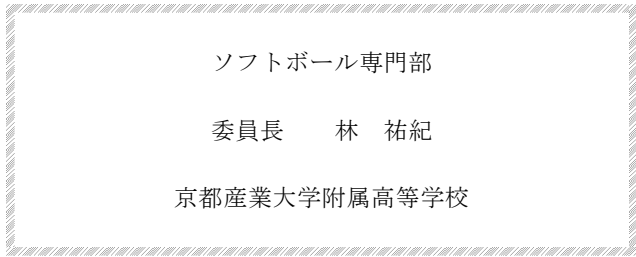 ソフトボール専門部
委員長　　林　祐紀
京都産業大学附属高等学校